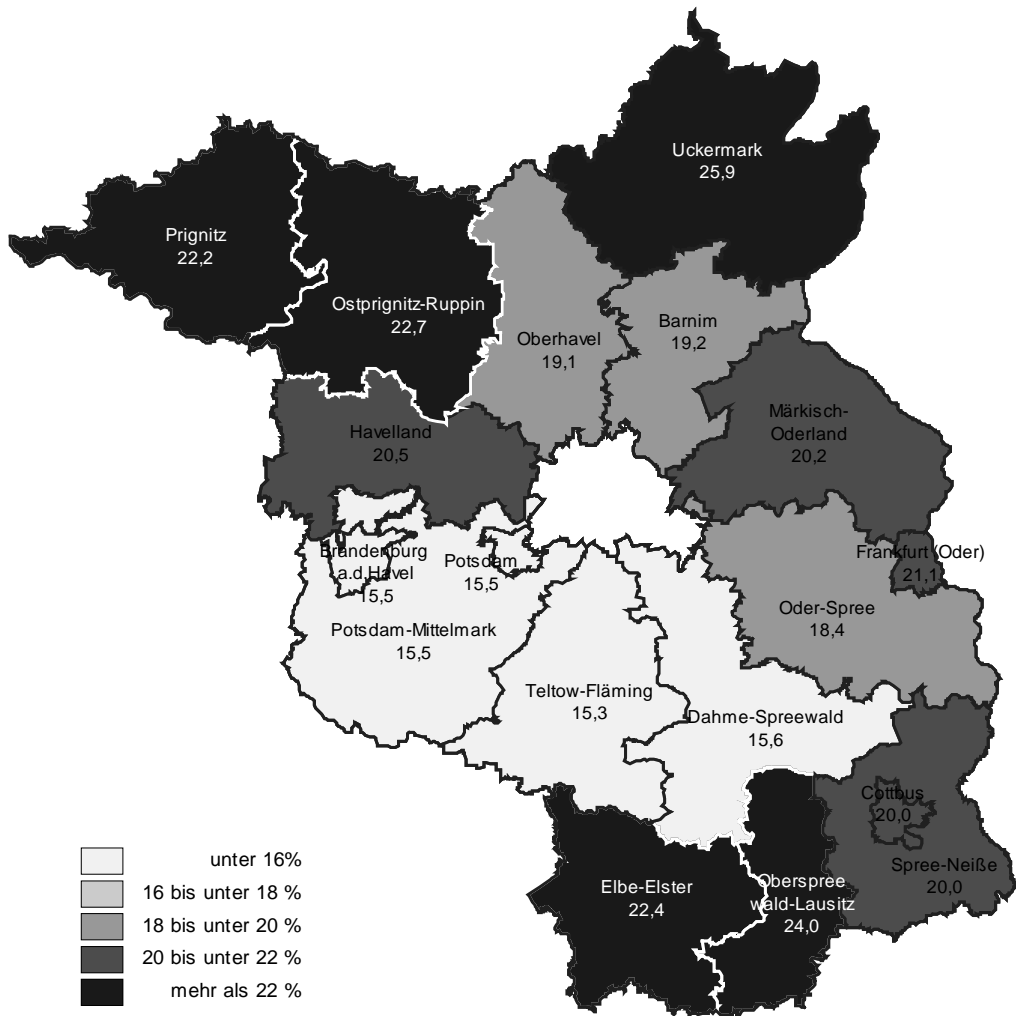 Uckermark
25,9
Prignitz
22,2
Ostprignitz-Ruppin
22,7
Oberhavel
19,1
Barnim
19,2
Märkisch-
Oderland
20,2
Havelland
20,5
Brandenburg
a.d.Havel
15,5
Potsdam
15,5
Frankfurt (Oder)
21,1
Oder-Spree
18,4
Potsdam-Mittelmark
15,5
Teltow-Fläming
15,3
Dahme-Spreewald
15,6
Cottbus
20,0
Spree-Neiße
20,0
Elbe-Elster
22,4
Oberspree
wald-Lausitz
24,0
unter 16%
16 bis unter 18 %
18 bis unter 20 %
20 bis unter 22 %
mehr als 22 %